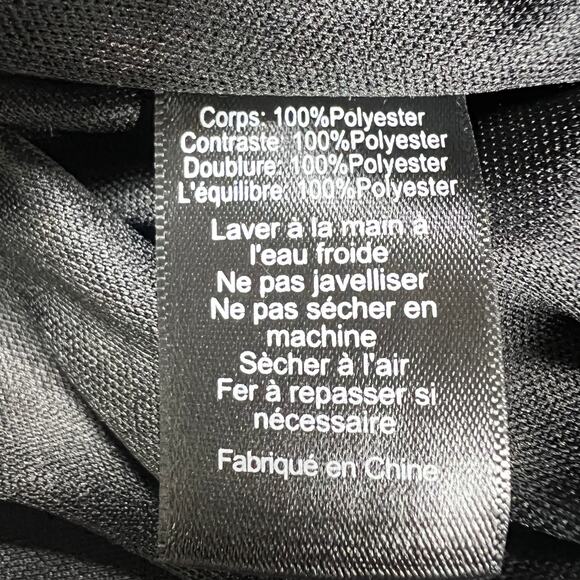 Corps: 100%Polyester
Contraste: 100%Polyester
Doublure: 100%Polyester
L'équilibre: 100%Polyester
Laver à la main à
l'eau froide
Ne pas javelliser
Ne pas sécher en
machine
Sècher à l'air
Fer à repasser si
nécessaire
Fabriqué en Chine